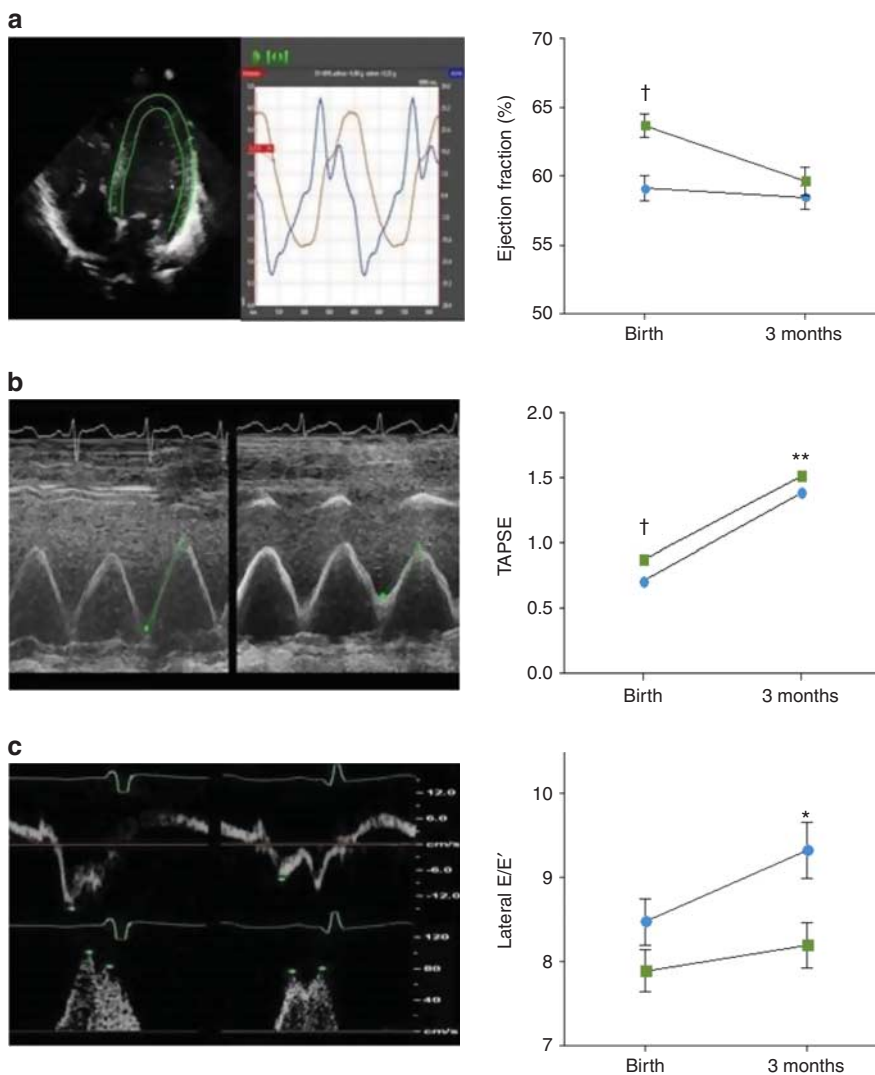 a
70
65
60
55
50
Ejection fraction (%)
†
Birth
3 months
b
2.0
1.5
1.0
0.5
0.0
TAPSE
†
**
Birth
3 months
c
12.0
6.0
cm/s
-6.0
-12.0
120
80
40
cm/s
10
9
8
7
Lateral E/E′
*
Birth
3 months